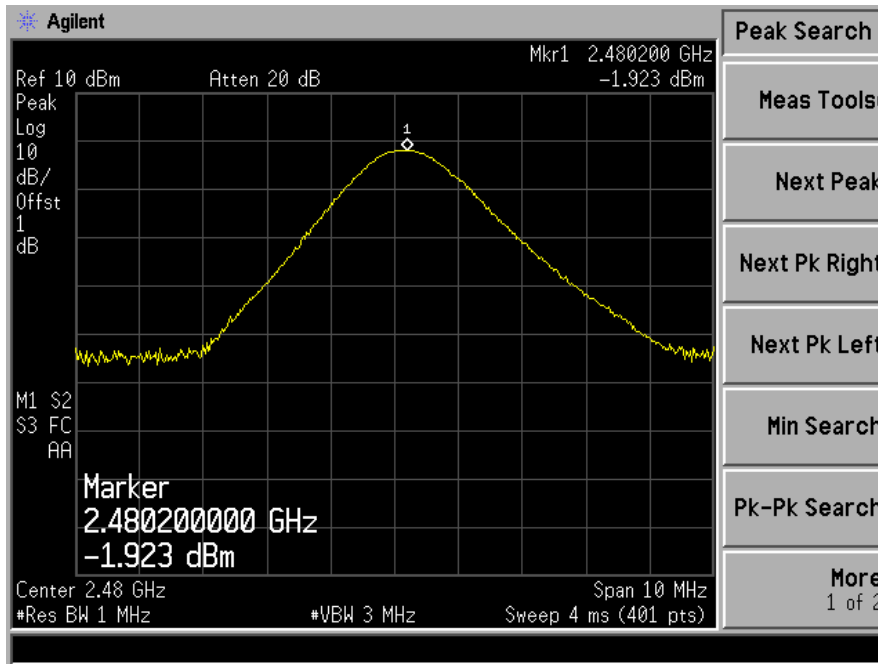 Agilent
Peak Search
Mkr1 2.480200 GHz
Ref 10 dBm Atten 20 dB -1.923 dBm
Peak
Log
10
dB/
Offst
1
dB
1
M1 S2
S3 FC
AA
Marker
2.480200000 GHz
-1.923 dBm
Center 2.48 GHz Span 10 MHz
#Res BW 1 MHz #VBW 3 MHz Sweep 4 ms (401 pts)
Meas Tools
Next Peak
Next Pk Right
Next Pk Left
Min Search
Pk-Pk Search
More
1 of 2